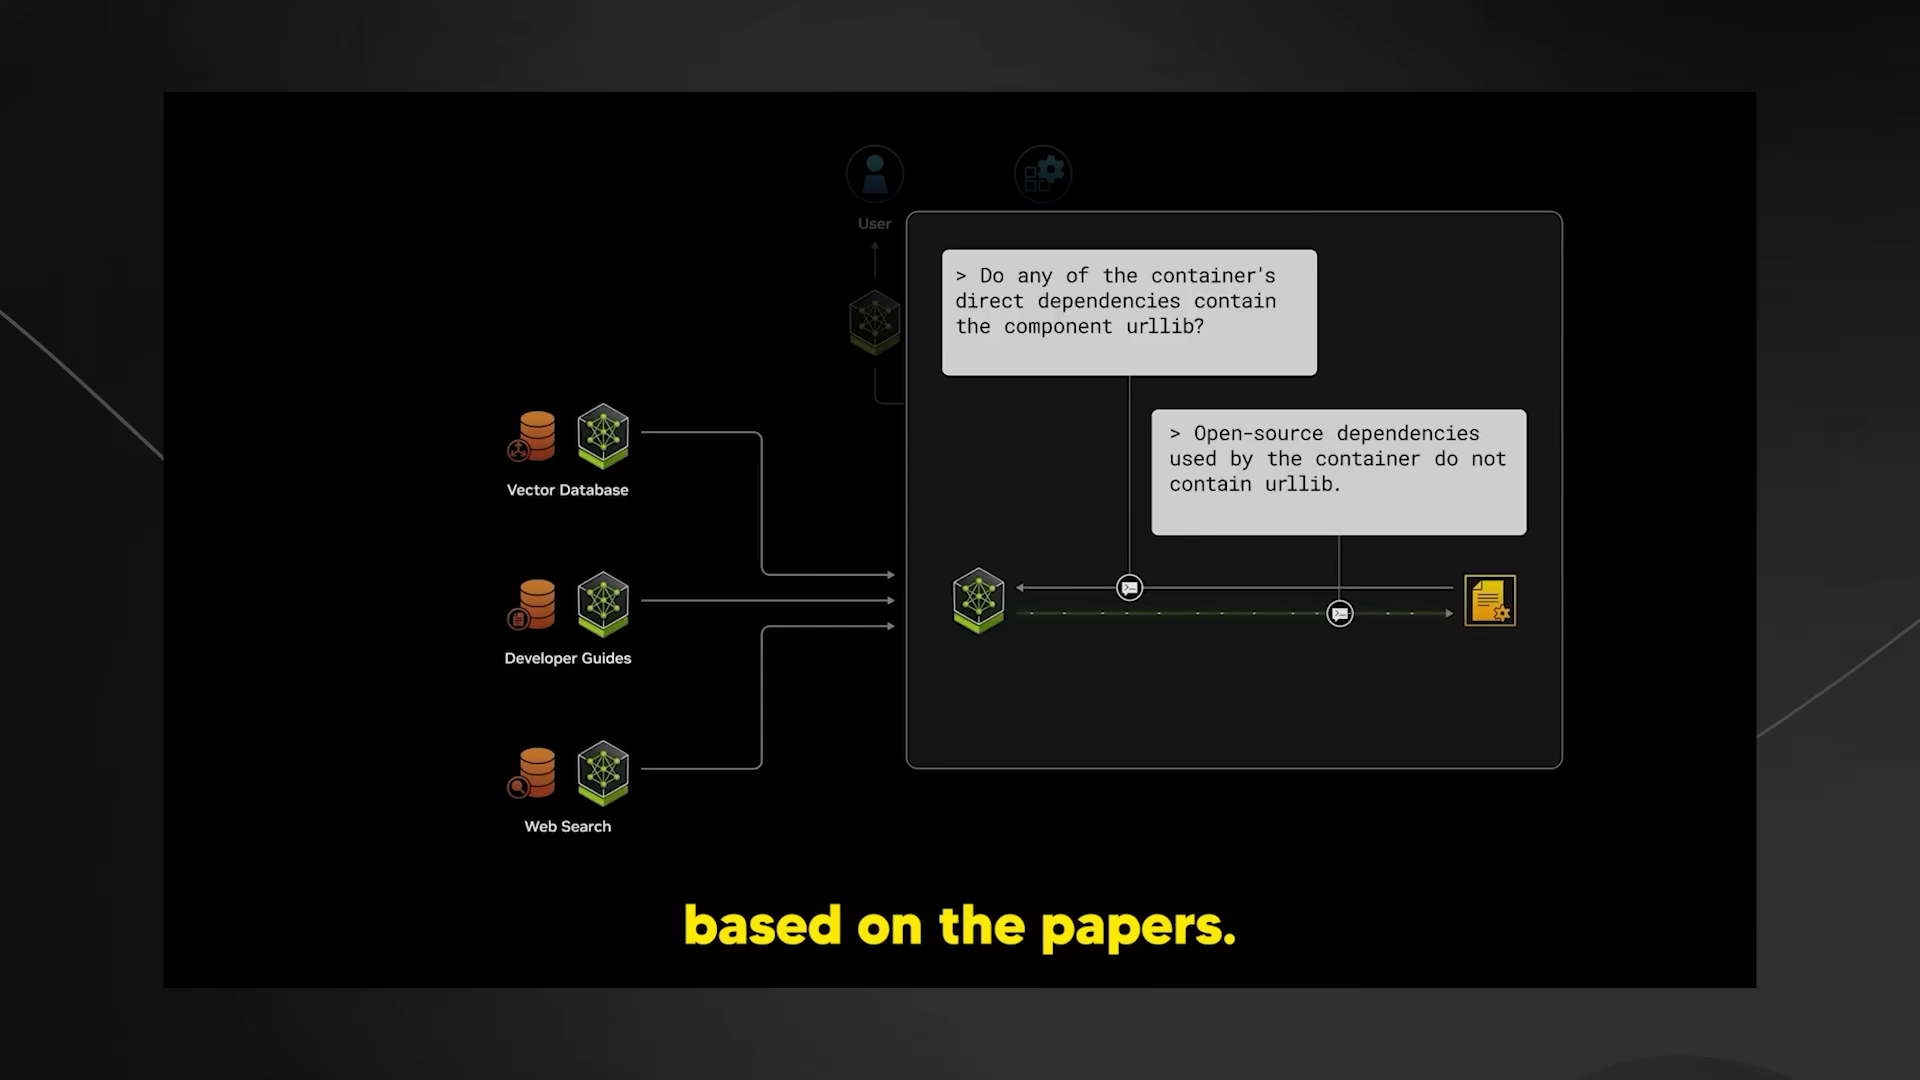 User
> Do any of the container's
direct dependencies contain
the component urllib?
> Open-source dependencies
used by the container do not
contain urllib.
Vector Database
Developer Guides
Web Search
based on the papers.